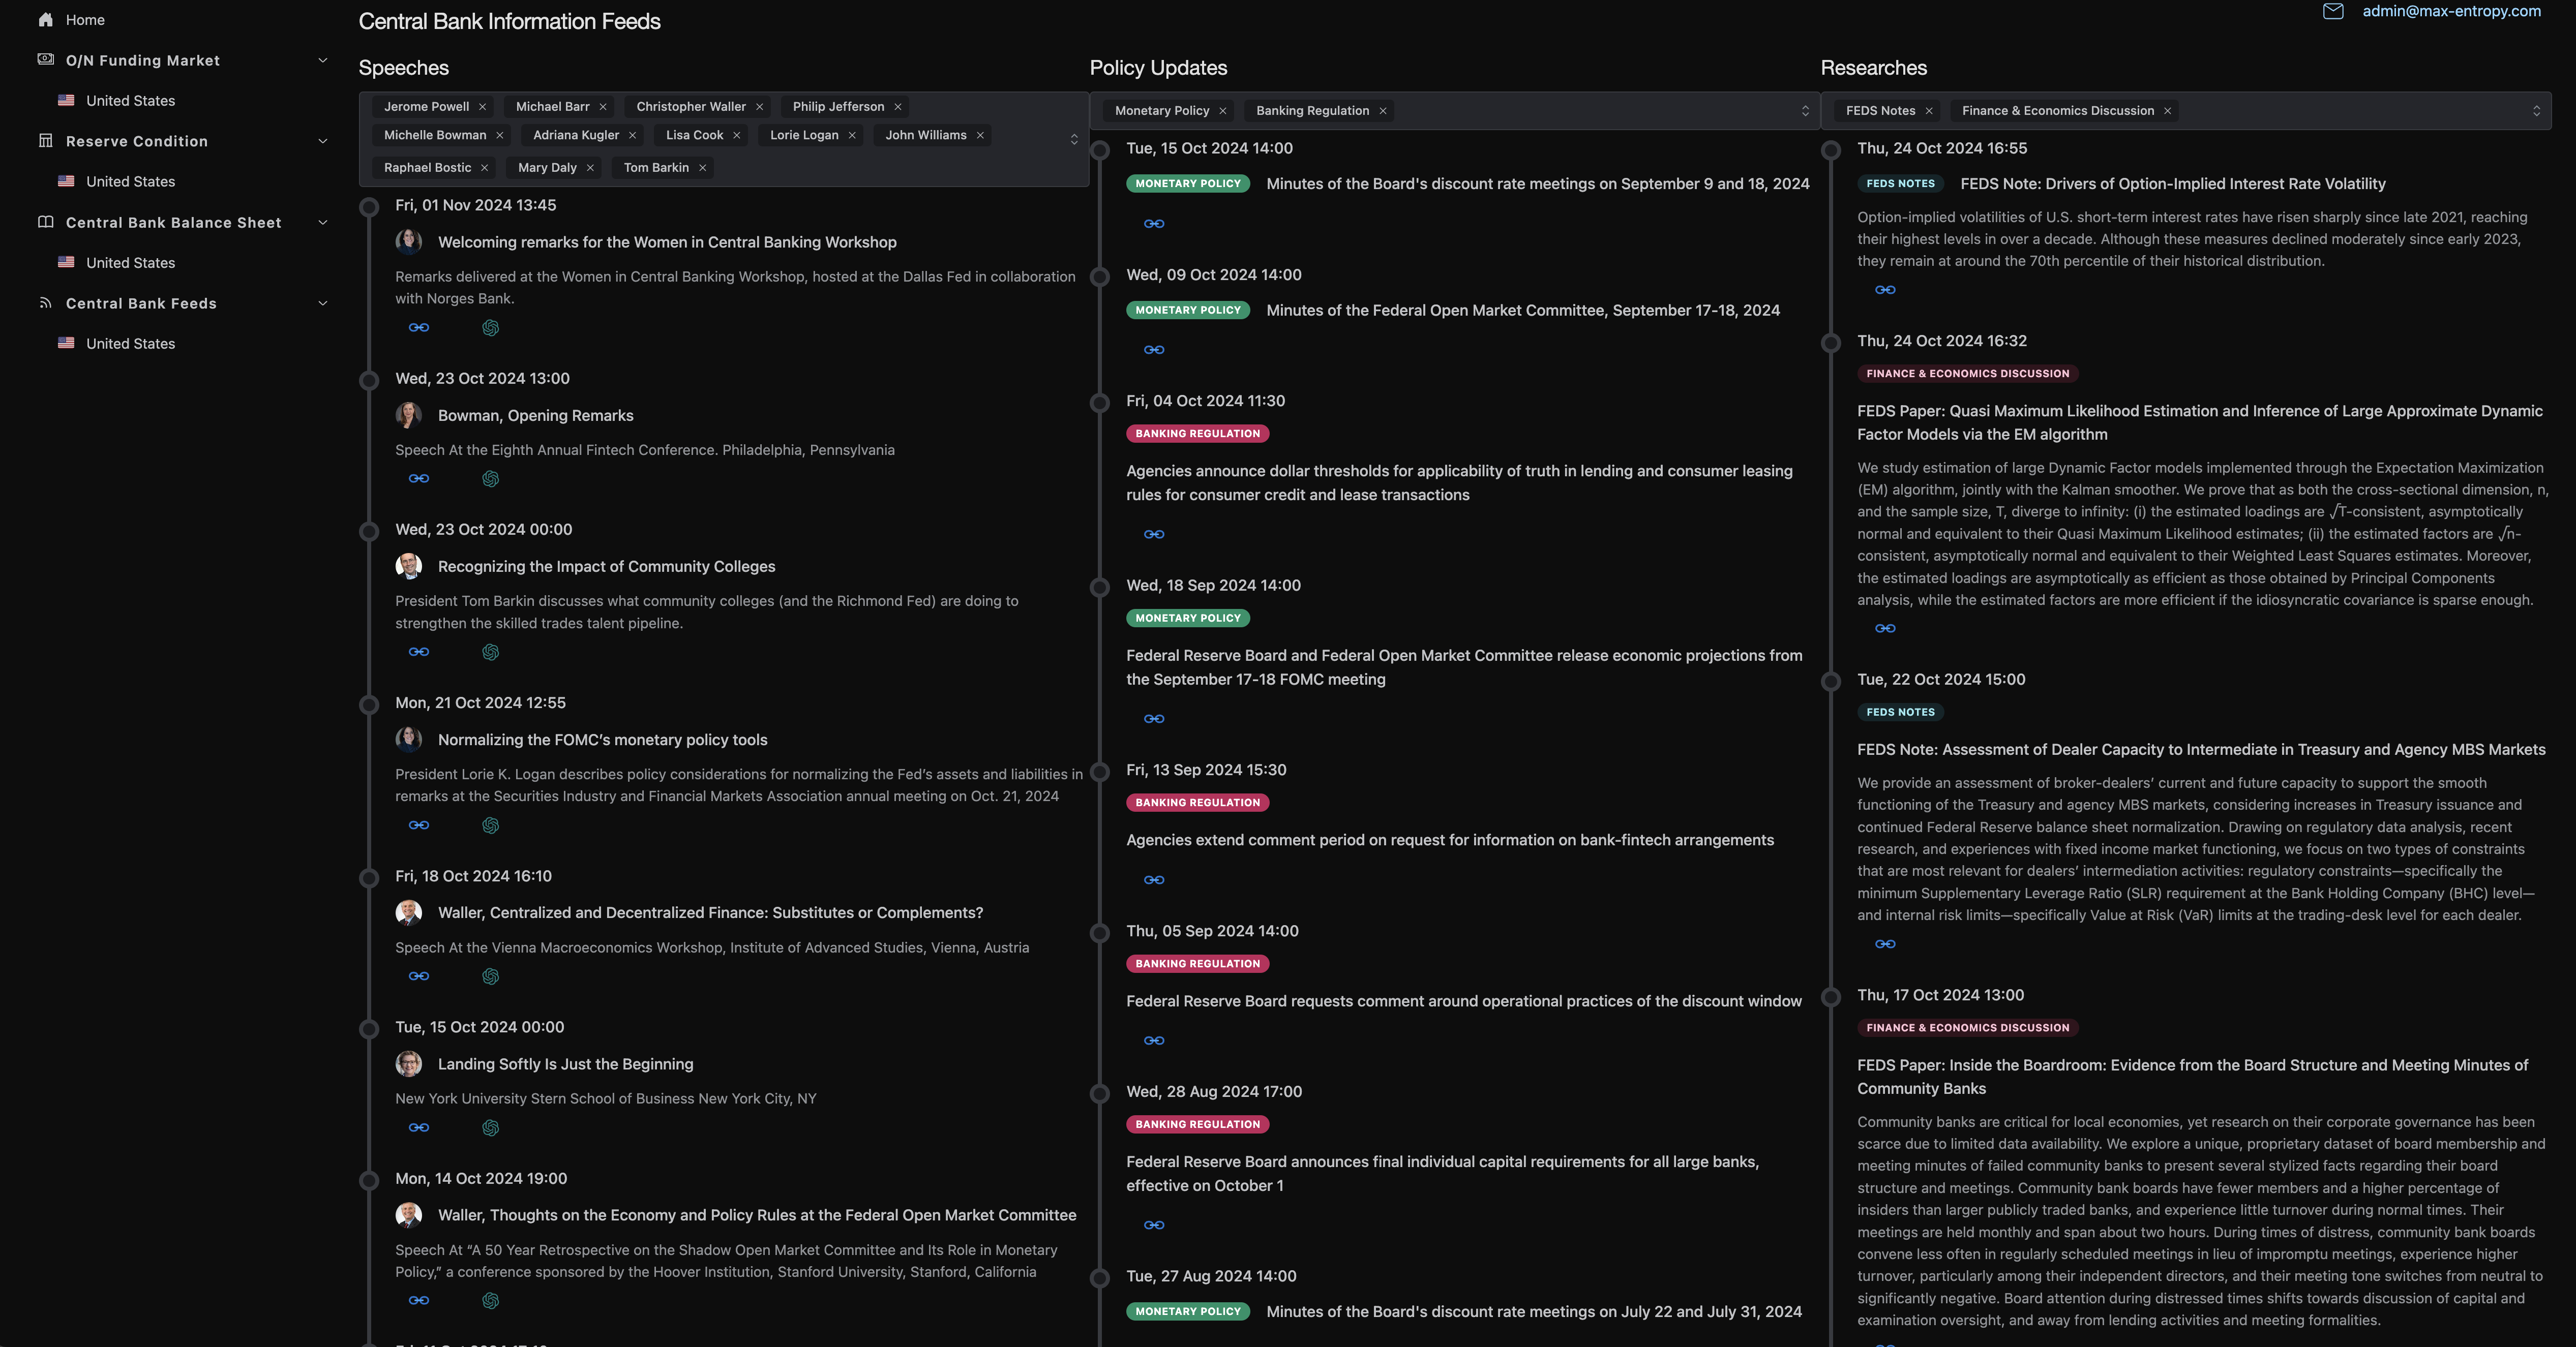 Home
O/N Funding Market
United States
Reserve Condition
United States
Central Bank Balance Sheet
United States
Central Bank Feeds
United States
Central Bank Information Feeds
admin@max-entropy.com
Speeches
Jerome Powell × Michael Barr × Christopher Waller × Philip Jefferson ×
Michelle Bowman × Adriana Kugler × Lisa Cook × Lorie Logan × John Williams ×
Raphael Bostic × Mary Daly × Tom Barkin ×
Fri, 01 Nov 2024 13:45
Welcoming remarks for the Women in Central Banking Workshop
Remarks delivered at the Women in Central Banking Workshop, hosted at the Dallas Fed in collaboration
with Norges Bank.
Wed, 23 Oct 2024 13:00
Bowman, Opening Remarks
Speech At the Eighth Annual Fintech Conference. Philadelphia, Pennsylvania
Wed, 23 Oct 2024 00:00
Recognizing the Impact of Community Colleges
President Tom Barkin discusses what community colleges (and the Richmond Fed) are doing to
strengthen the skilled trades talent pipeline.
Mon, 21 Oct 2024 12:55
Normalizing the FOMC’s monetary policy tools
President Lorie K. Logan describes policy considerations for normalizing the Fed’s assets and liabilities in
remarks at the Securities Industry and Financial Markets Association annual meeting on Oct. 21, 2024
Fri, 18 Oct 2024 16:10
Waller, Centralized and Decentralized Finance: Substitutes or Complements?
Speech At the Vienna Macroeconomics Workshop, Institute of Advanced Studies, Vienna, Austria
Tue, 15 Oct 2024 00:00
Landing Softly Is Just the Beginning
New York University Stern School of Business New York City, NY
Mon, 14 Oct 2024 19:00
Waller, Thoughts on the Economy and Policy Rules at the Federal Open Market Committee
Speech At “A 50 Year Retrospective on the Shadow Open Market Committee and Its Role in Monetary
Policy,” a conference sponsored by the Hoover Institution, Stanford University, Stanford, California
Policy Updates
Monetary Policy × Banking Regulation ×
Tue, 15 Oct 2024 14:00
MONETARY POLICY Minutes of the Board's discount rate meetings on September 9 and 18, 2024
Wed, 09 Oct 2024 14:00
MONETARY POLICY Minutes of the Federal Open Market Committee, September 17-18, 2024
Fri, 04 Oct 2024 11:30
BANKING REGULATION
Agencies announce dollar thresholds for applicability of truth in lending and consumer leasing
rules for consumer credit and lease transactions
Wed, 18 Sep 2024 14:00
MONETARY POLICY
Federal Reserve Board and Federal Open Market Committee release economic projections from
the September 17-18 FOMC meeting
Fri, 13 Sep 2024 15:30
BANKING REGULATION
Agencies extend comment period on request for information on bank-fintech arrangements
Thu, 05 Sep 2024 14:00
BANKING REGULATION
Federal Reserve Board requests comment around operational practices of the discount window
Wed, 28 Aug 2024 17:00
BANKING REGULATION
Federal Reserve Board announces final individual capital requirements for all large banks,
effective on October 1
Tue, 27 Aug 2024 14:00
MONETARY POLICY Minutes of the Board's discount rate meetings on July 22 and July 31, 2024
Researches
FEDS Notes × Finance & Economics Discussion ×
Thu, 24 Oct 2024 16:55
FEDS NOTES FEDS Note: Drivers of Option-Implied Interest Rate Volatility
Option-implied volatilities of U.S. short-term interest rates have risen sharply since late 2021, reaching
their highest levels in over a decade. Although these measures declined moderately since early 2023,
they remain at around the 70th percentile of their historical distribution.
Thu, 24 Oct 2024 16:32
FINANCE & ECONOMICS DISCUSSION
FEDS Paper: Quasi Maximum Likelihood Estimation and Inference of Large Approximate Dynamic
Factor Models via the EM algorithm
We study estimation of large Dynamic Factor models implemented through the Expectation Maximization
(EM) algorithm, jointly with the Kalman smoother. We prove that as both the cross-sectional dimension, n,
and the sample size, T, diverge to infinity: (i) the estimated loadings are √T-consistent, asymptotically
normal and equivalent to their Quasi Maximum Likelihood estimates; (ii) the estimated factors are √n-
consistent, asymptotically normal and equivalent to their Weighted Least Squares estimates. Moreover,
the estimated loadings are asymptotically as efficient as those obtained by Principal Components
analysis, while the estimated factors are more efficient if the idiosyncratic covariance is sparse enough.
Tue, 22 Oct 2024 15:00
FEDS NOTES
FEDS Note: Assessment of Dealer Capacity to Intermediate in Treasury and Agency MBS Markets
We provide an assessment of broker-dealers’ current and future capacity to support the smooth
functioning of the Treasury and agency MBS markets, considering increases in Treasury issuance and
continued Federal Reserve balance sheet normalization. Drawing on regulatory data analysis, recent
research, and experiences with fixed income market functioning, we focus on two types of constraints
that are most relevant for dealers’ intermediation activities: regulatory constraints—specifically the
minimum Supplementary Leverage Ratio (SLR) requirement at the Bank Holding Company (BHC) level—
and internal risk limits—specifically Value at Risk (VaR) limits at the trading-desk level for each dealer.
Thu, 17 Oct 2024 13:00
FINANCE & ECONOMICS DISCUSSION
FEDS Paper: Inside the Boardroom: Evidence from the Board Structure and Meeting Minutes of
Community Banks
Community banks are critical for local economies, yet research on their corporate governance has been
scarce due to limited data availability. We explore a unique, proprietary dataset of board membership and
meeting minutes of failed community banks to present several stylized facts regarding their board
structure and meetings. Community bank boards have fewer members and a higher percentage of
insiders than larger publicly traded banks, and experience little turnover during normal times. Their
meetings are held monthly and span about two hours. During times of distress, community bank boards
convene less often in regularly scheduled meetings in lieu of impromptu meetings, experience higher
turnover, particularly among their independent directors, and their meeting tone switches from neutral to
significantly negative. Board attention during distressed times shifts towards discussion of capital and
examination oversight, and away from lending activities and meeting formalities.